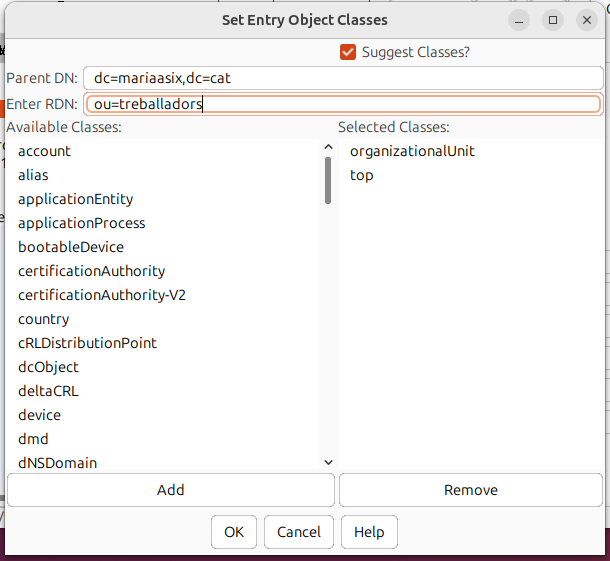 Set Entry Object Classes
Suggest Classes?
Parent DN: dc=mariaasix,dc=cat
Enter RDN: ou=treballadors
Available Classes:
account
alias
applicationEntity
applicationProcess
bootableDevice
certificationAuthority
certificationAuthority-V2
country
cRLDistributionPoint
dcObject
deltaCRL
device
dmd
dNSDomain
Selected Classes:
organizationalUnit
top
Add
Remove
OK
Cancel
Help